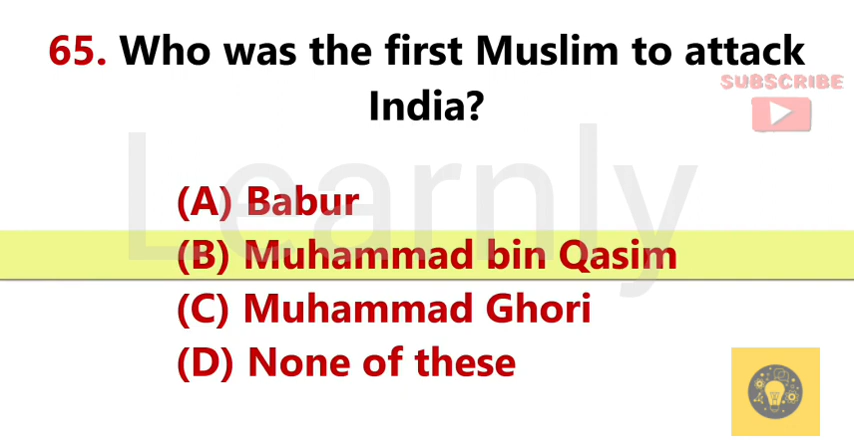 65. Who was the first Muslim to attack
India?
SUBSCRIBE
Learnly
(A) Babur
(B) Muhammad bin Qasim
(C) Muhammad Ghori
(D) None of these